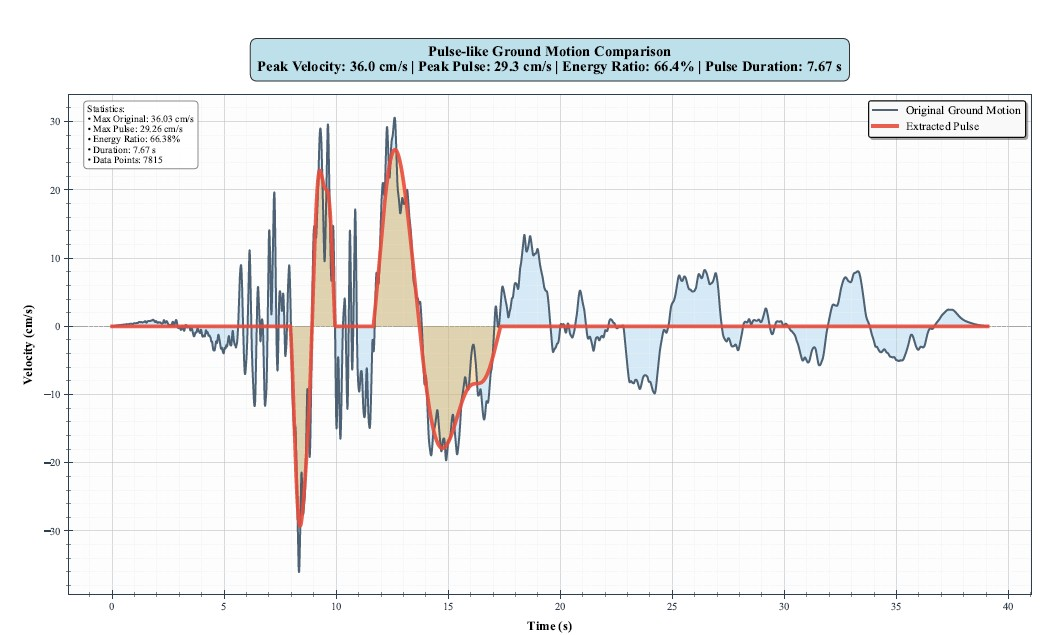 Pulse-like Ground Motion Comparison
Peak Velocity: 36.0 cm/s | Peak Pulse: 29.3 cm/s | Energy Ratio: 66.4% | Pulse Duration: 7.67 s
Statistics:
• Max Original: 36.03 cm/s
• Max Pulse: 29.26 cm/s
• Energy Ratio: 66.38%
• Duration: 7.67 s
• Data Points: 7815
Original Ground Motion
Extracted Pulse
Velocity (cm/s)
30
20
10
0
−10
−20
−30
0 5 10 15 20 25 30 35 40
Time (s)